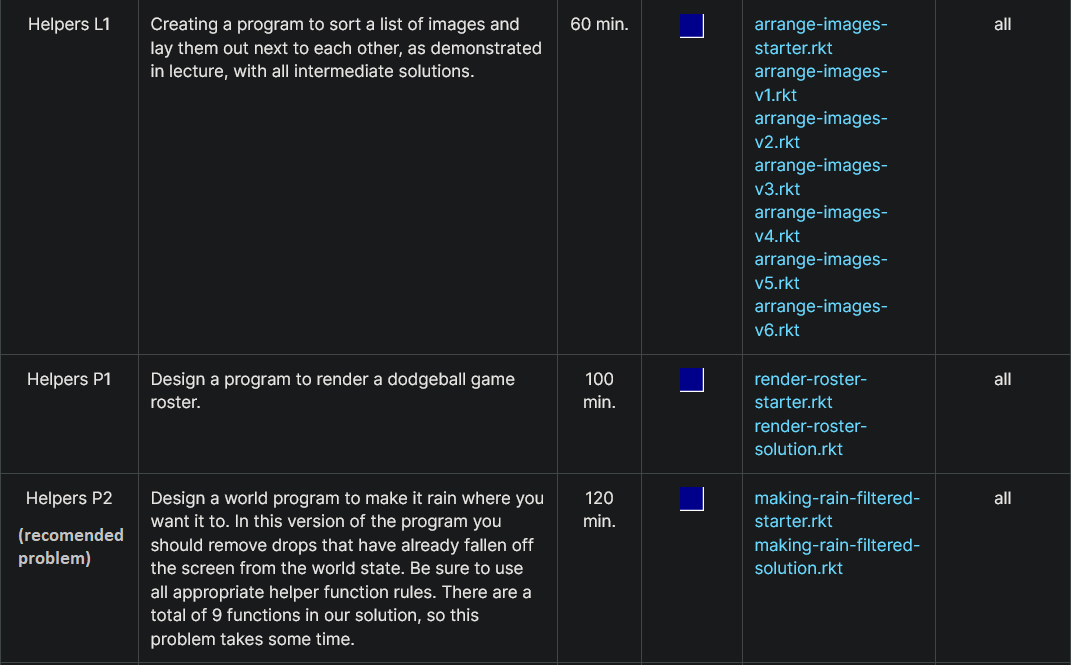 Helpers L1
Creating a program to sort a list of images and
lay them out next to each other, as demonstrated
in lecture, with all intermediate solutions.
60 min.
arrange-images-
starter.rkt
arrange-images-
v1.rkt
arrange-images-
v2.rkt
arrange-images-
v3.rkt
arrange-images-
v4.rkt
arrange-images-
v5.rkt
arrange-images-
v6.rkt
all
Helpers P1
Design a program to render a dodgeball game
roster.
100
min.
render-roster-
starter.rkt
render-roster-
solution.rkt
all
Helpers P2
(recomended
problem)
Design a world program to make it rain where you
want it to. In this version of the program you
should remove drops that have already fallen off
the screen from the world state. Be sure to use
all appropriate helper function rules. There are a
total of 9 functions in our solution, so this
problem takes some time.
120
min.
making-rain-filtered-
starter.rkt
making-rain-filtered-
solution.rkt
all